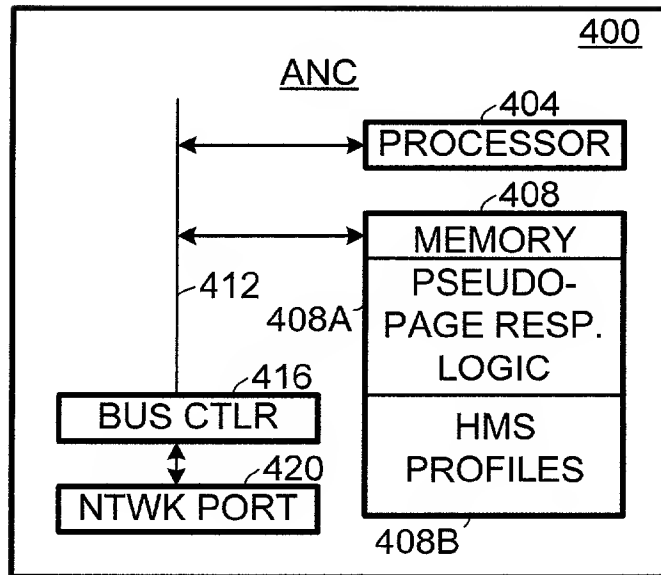 400
ANC
404
PROCESSOR
408
MEMORY
412
408A
PSEUDO-
PAGE RESP.
LOGIC
416
BUS CTLR
HMS
PROFILES
420
NTWK PORT
408B